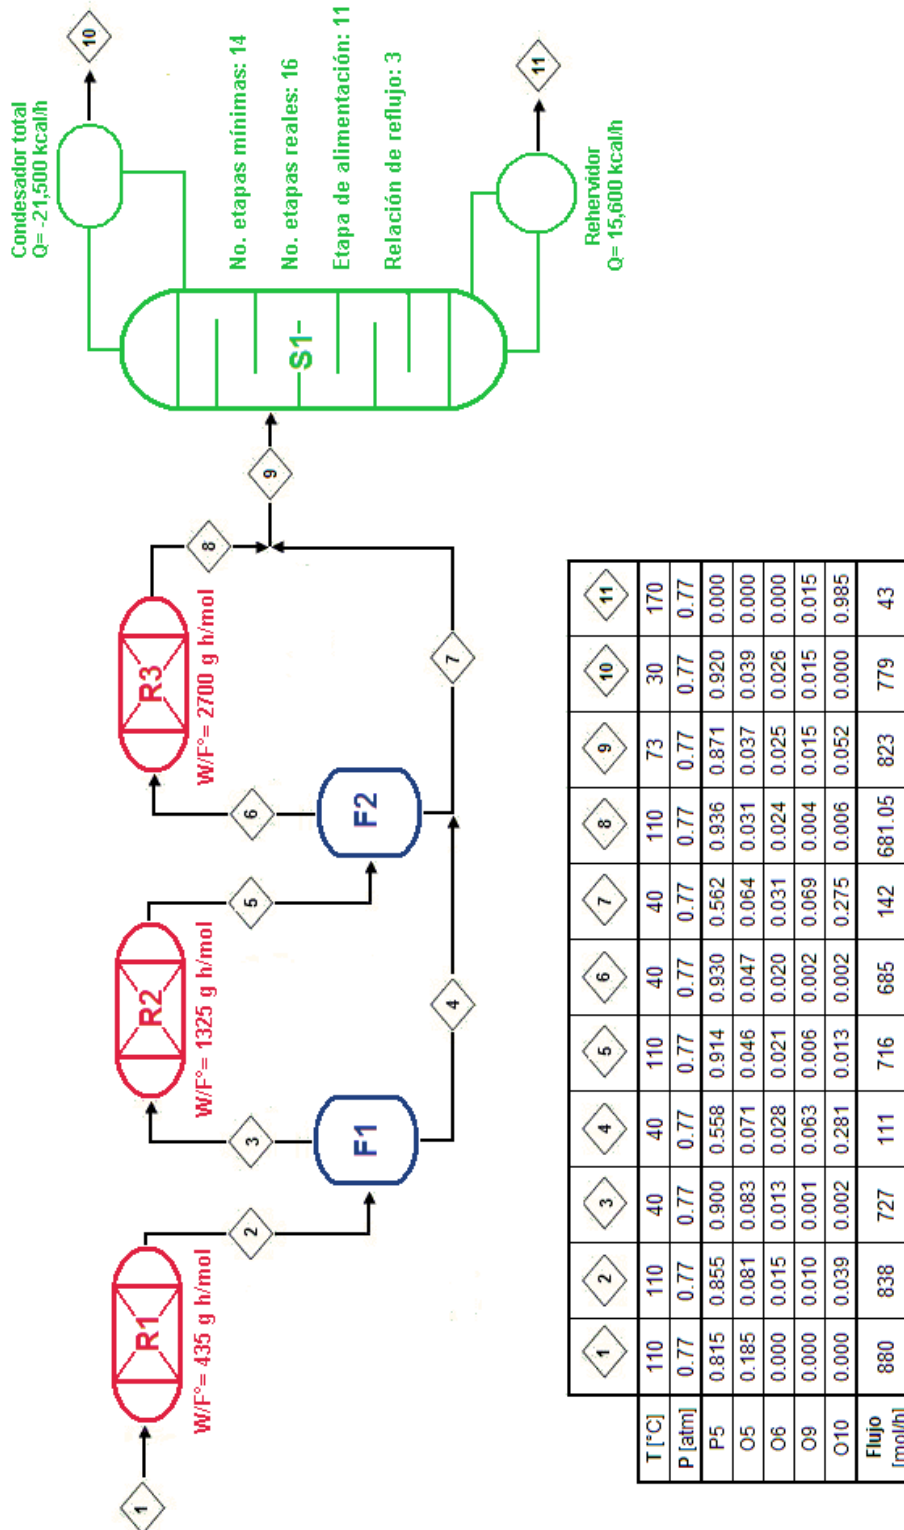 Condesador total
Q= -21,500 kcal/h
10
No. etapas mínimas: 14
No. etapas reales: 16
Etapa de alimentación: 11
Relación de reflujo: 3
S1
11
Rehervidor
Q= 15,600 kcal/h
1
R1
W/F°= 435 g h/mol
2
F1
3
4
R2
W/F°= 1325 g h/mol
5
F2
6
7
R3
W/F°= 2700 g h/mol
8
9
1 2 3 4 5 6 7 8 9 10 11
T [°C] 110 110 40 40 110 40 40 110 73 30 170
P [atm] 0.77 0.77 0.77 0.77 0.77 0.77 0.77 0.77 0.77 0.77 0.77
P5 0.815 0.855 0.900 0.558 0.914 0.930 0.562 0.936 0.871 0.920 0.000
O5 0.185 0.081 0.083 0.071 0.046 0.047 0.064 0.031 0.037 0.039 0.000
O6 0.000 0.015 0.013 0.028 0.021 0.020 0.031 0.024 0.025 0.026 0.000
O9 0.000 0.010 0.001 0.063 0.006 0.002 0.069 0.004 0.015 0.015 0.015
O10 0.000 0.039 0.002 0.281 0.013 0.002 0.275 0.006 0.052 0.000 0.985
Flujo
[mol/h] 880 838 727 111 716 685 142 681.05 823 779 43